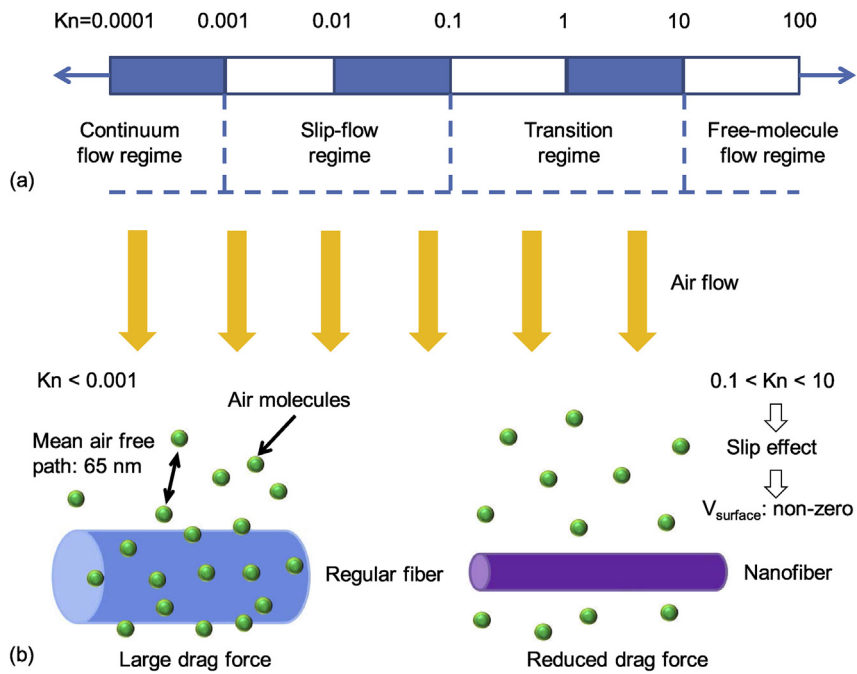 Kn=0.0001 0.001 0.01 0.1 1 10 100
Continuum
flow regime
Slip-flow
regime
Transition
regime
Free-molecule
flow regime
(a)
Air flow
Kn < 0.001
Air molecules
Mean air free
path: 65 nm
Regular fiber
Large drag force
0.1 < Kn < 10
Slip effect
Vsurface: non-zero
Nanofiber
Reduced drag force
(b)